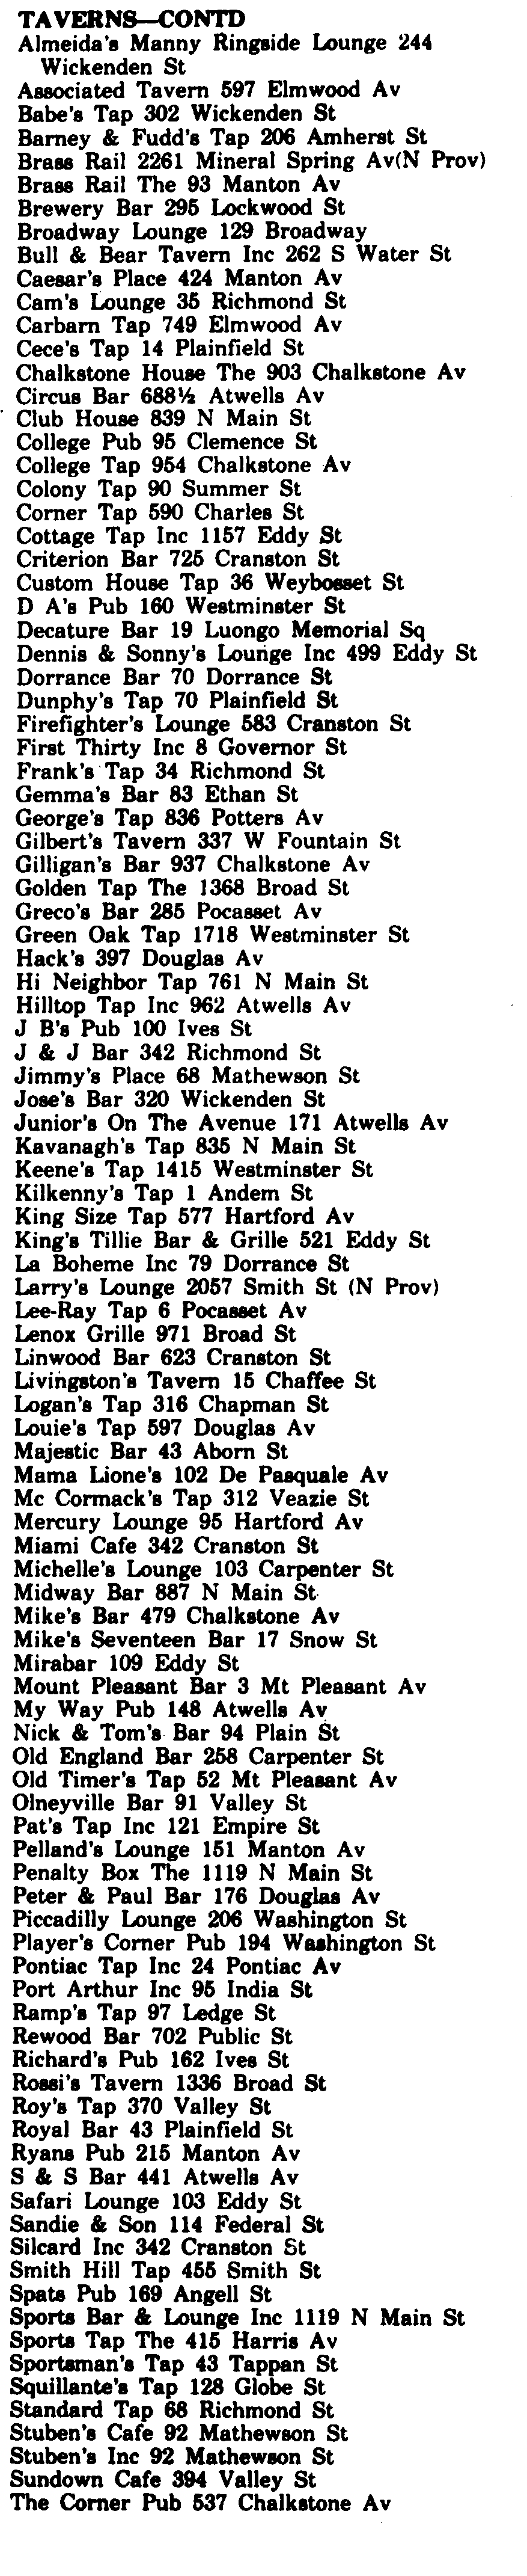 TAVERNS—CONTD
Almeida's Manny Ringside Lounge 244
Wickenden St
Associated Tavern 597 Elmwood Av
Babe's Tap 302 Wickenden St
Barney & Fudd's Tap 206 Amherst St
Brass Rail 2261 Mineral Spring Av(N Prov)
Brass Rail The 93 Manton Av
Brewery Bar 295 Lockwood St
Broadway Lounge 129 Broadway
Bull & Bear Tavern Inc 262 S Water St
Caesar's Place 424 Manton Av
Cam's Lounge 35 Richmond St
Carbarn Tap 749 Elmwood Av
Cece's Tap 14 Plainfield St
Chalkstone House The 903 Chalkstone Av
Circus Bar 688½ Atwells Av
Club House 839 N Main St
College Pub 95 Clemence St
College Tap 954 Chalkstone Av
Colony Tap 90 Summer St
Corner Tap 590 Charles St
Cottage Tap Inc 1157 Eddy St
Criterion Bar 725 Cranston St
Custom House Tap 36 Weybosset St
D A's Pub 160 Westminster St
Decature Bar 19 Luongo Memorial Sq
Dennis & Sonny's Lounge Inc 499 Eddy St
Dorrance Bar 70 Dorrance St
Dunphy's Tap 70 Plainfield St
Firefighter's Lounge 583 Cranston St
First Thirty Inc 8 Governor St
Frank's Tap 34 Richmond St
Gemma's Bar 83 Ethan St
George's Tap 836 Potters Av
Gilbert's Tavern 337 W Fountain St
Gilligan's Bar 937 Chalkstone Av
Golden Tap The 1368 Broad St
Greco's Bar 285 Pocasset Av
Green Oak Tap 1718 Westminster St
Hack's 397 Douglas Av
Hi Neighbor Tap 761 N Main St
Hilltop Tap Inc 962 Atwells Av
J B's Pub 100 Ives St
J & J Bar 342 Richmond St
Jimmy's Place 68 Mathewson St
Jose's Bar 320 Wickenden St
Junior's On The Avenue 171 Atwells Av
Kavanagh's Tap 835 N Main St
Keene's Tap 1415 Westminster St
Kilkenny's Tap 1 Andem St
King Size Tap 577 Hartford Av
King's Tillie Bar & Grille 521 Eddy St
La Boheme Inc 79 Dorrance St
Larry's Lounge 2057 Smith St (N Prov)
Lee-Ray Tap 6 Pocasset Av
Lenox Grille 971 Broad St
Linwood Bar 623 Cranston St
Livingston's Tavern 15 Chaffee St
Logan's Tap 316 Chapman St
Louie's Tap 597 Douglas Av
Majestic Bar 43 Aborn St
Mama Lione's 102 De Pasquale Av
Mc Cormack's Tap 312 Veazie St
Mercury Lounge 95 Hartford Av
Miami Cafe 342 Cranston St
Michelle's Lounge 103 Carpenter St
Midway Bar 887 N Main St
Mike's Bar 479 Chalkstone Av
Mike's Seventeen Bar 17 Snow St
Mirabar 109 Eddy St
Mount Pleasant Bar 3 Mt Pleasant Av
My Way Pub 148 Atwells Av
Nick & Tom's Bar 94 Plain St
Old England Bar 258 Carpenter St
Old Timer's Tap 52 Mt Pleasant Av
Olneyville Bar 91 Valley St
Pat's Tap Inc 121 Empire St
Pelland's Lounge 151 Manton Av
Penalty Box The 1119 N Main St
Peter & Paul Bar 176 Douglas Av
Piccadilly Lounge 206 Washington St
Player's Corner Pub 194 Washington St
Pontiac Tap Inc 24 Pontiac Av
Port Arthur Inc 95 India St
Ramp's Tap 97 Ledge St
Rewood Bar 702 Public St
Richard's Pub 162 Ives St
Rossi's Tavern 1336 Broad St
Roy's Tap 370 Valley St
Royal Bar 43 Plainfield St
Ryans Pub 215 Manton Av
S & S Bar 441 Atwells Av
Safari Lounge 103 Eddy St
Sandie & Son 114 Federal St
Silcard Inc 342 Cranston St
Smith Hill Tap 455 Smith St
Spats Pub 169 Angell St
Sports Bar & Lounge Inc 1119 N Main St
Sports Tap The 415 Harris Av
Sportsman's Tap 43 Tappan St
Squillante's Tap 128 Globe St
Standard Tap 68 Richmond St
Stuben's Cafe 92 Mathewson St
Stuben's Inc 92 Mathewson St
Sundown Cafe 394 Valley St
The Corner Pub 537 Chalkstone Av